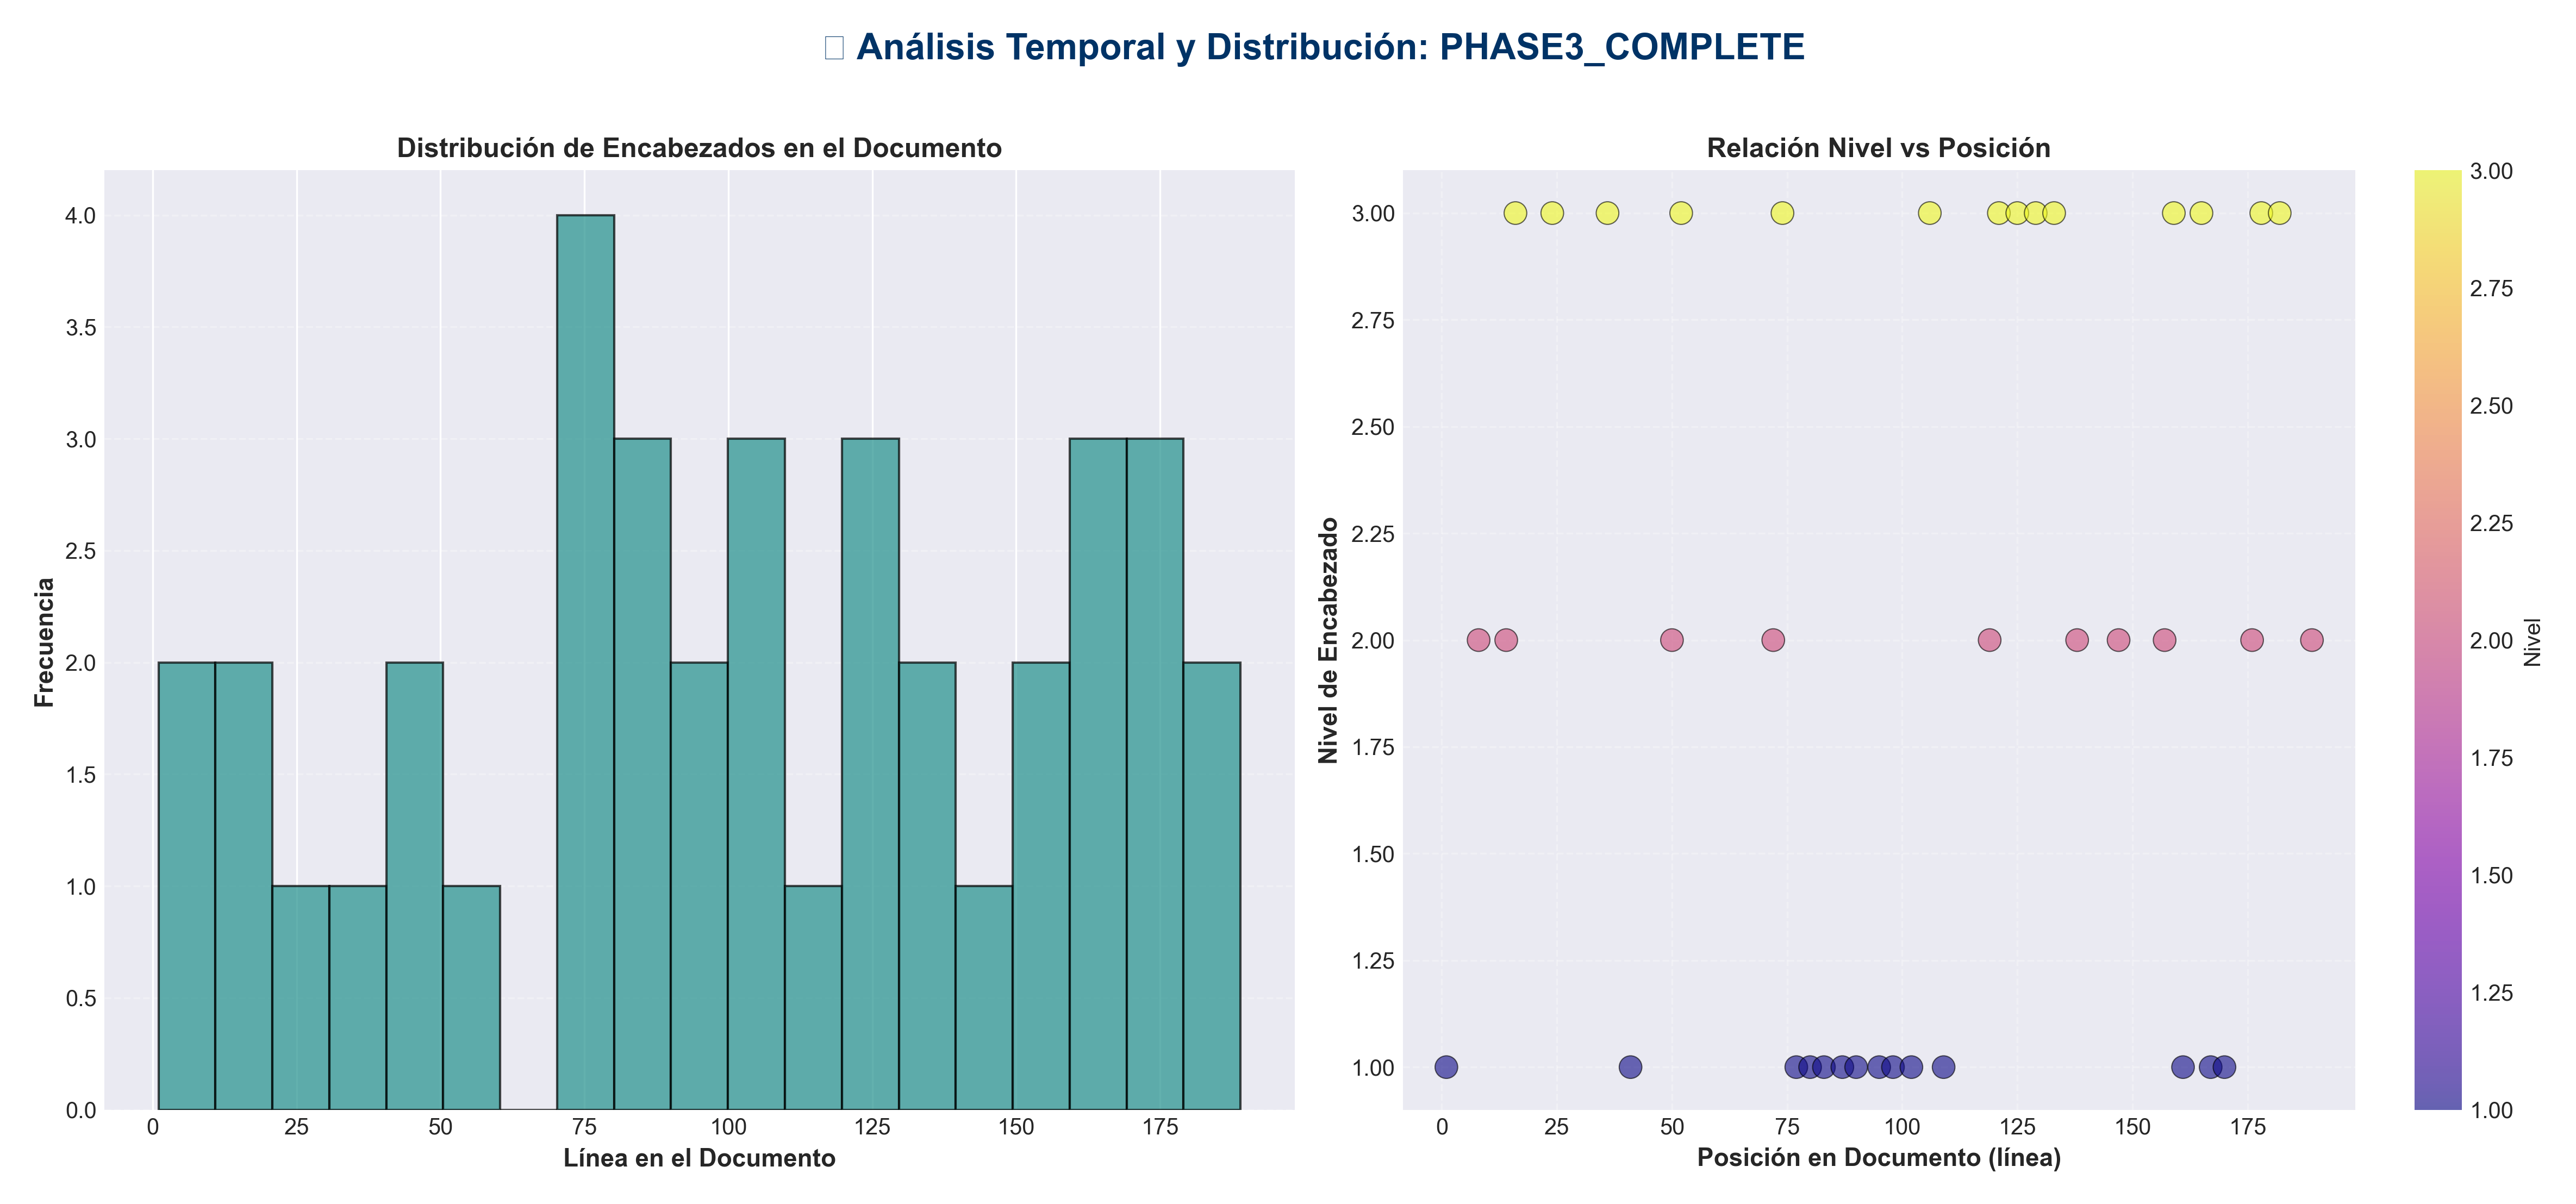 Análisis Temporal y Distribución: PHASE3_COMPLETE
Distribución de Encabezados en el Documento
4.0
3.5
3.0
2.5
2.0
1.5
1.0
0.5
0.0
Frecuencia
0 25 50 75 100 125 150 175
Línea en el Documento
Relación Nivel vs Posición
3.00
2.75
2.50
2.25
2.00
1.75
1.50
1.25
1.00
Nivel de Encabezado
0 25 50 75 100 125 150 175
Posición en Documento (línea)
3.00
2.75
2.50
2.25
2.00
1.75
1.50
1.25
1.00
Nivel